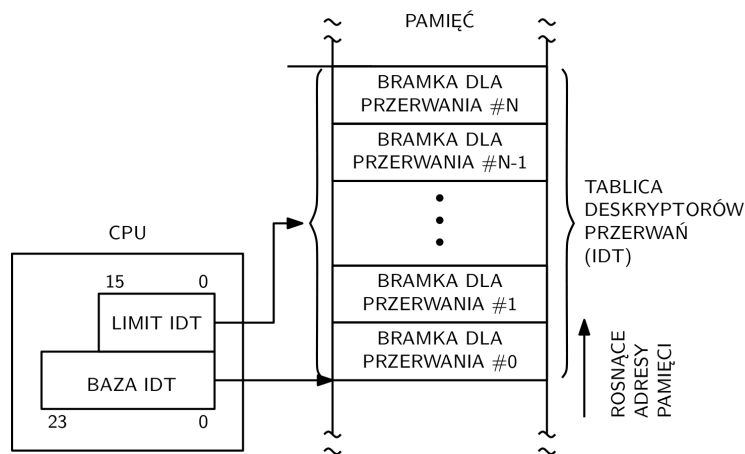 PAMIĘĆ
BRAMKA DLA
PRZERWANIA #N
BRAMKA DLA
PRZERWANIA #N-1
TABLICA
DESKRYPTORÓW
PRZERWAŃ
(IDT)
CPU
15 0
LIMIT IDT
BAZA IDT
23 0
BRAMKA DLA
PRZERWANIA #1
BRAMKA DLA
PRZERWANIA #0
ROSNĄCE
ADRESY
PAMIĘCI